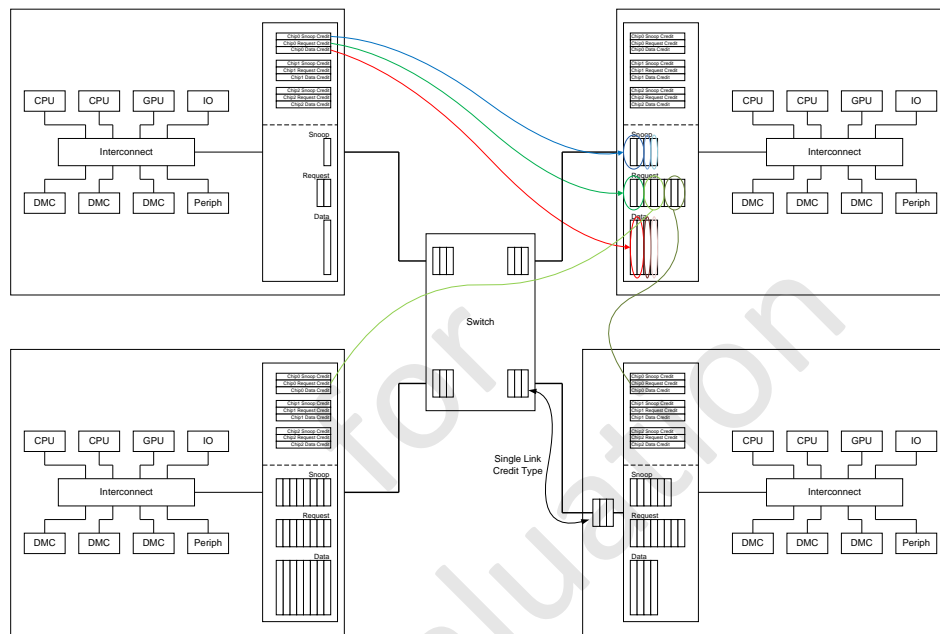 Chip0 Snoop Credit
Chip0 Request Credit
Chip0 Data Credit
Chip1 Snoop Credit
Chip1 Request Credit
Chip1 Data Credit
Chip2 Snoop Credit
Chip2 Request Credit
Chip2 Data Credit
CPU CPU GPU IO
Interconnect
DMC DMC DMC Periph
Snoop
Request
Data
Chip0 Snoop Credit
Chip0 Request Credit
Chip0 Data Credit
Chip1 Snoop Credit
Chip1 Request Credit
Chip1 Data Credit
Chip2 Snoop Credit
Chip2 Request Credit
Chip2 Data Credit
Snoop
Request
Data
CPU CPU GPU IO
Interconnect
DMC DMC DMC Periph
Switch
Chip0 Snoop Credit
Chip0 Request Credit
Chip0 Data Credit
Chip1 Snoop Credit
Chip1 Request Credit
Chip1 Data Credit
Chip2 Snoop Credit
Chip2 Request Credit
Chip2 Data Credit
CPU CPU GPU IO
Interconnect
DMC DMC DMC Periph
Snoop
Request
Data
Single Link
Credit Type
Chip0 Snoop Credit
Chip0 Request Credit
Chip0 Data Credit
Chip1 Snoop Credit
Chip1 Request Credit
Chip1 Data Credit
Chip2 Snoop Credit
Chip2 Request Credit
Chip2 Data Credit
Snoop
Request
Data
CPU CPU GPU IO
Interconnect
DMC DMC DMC Periph
for